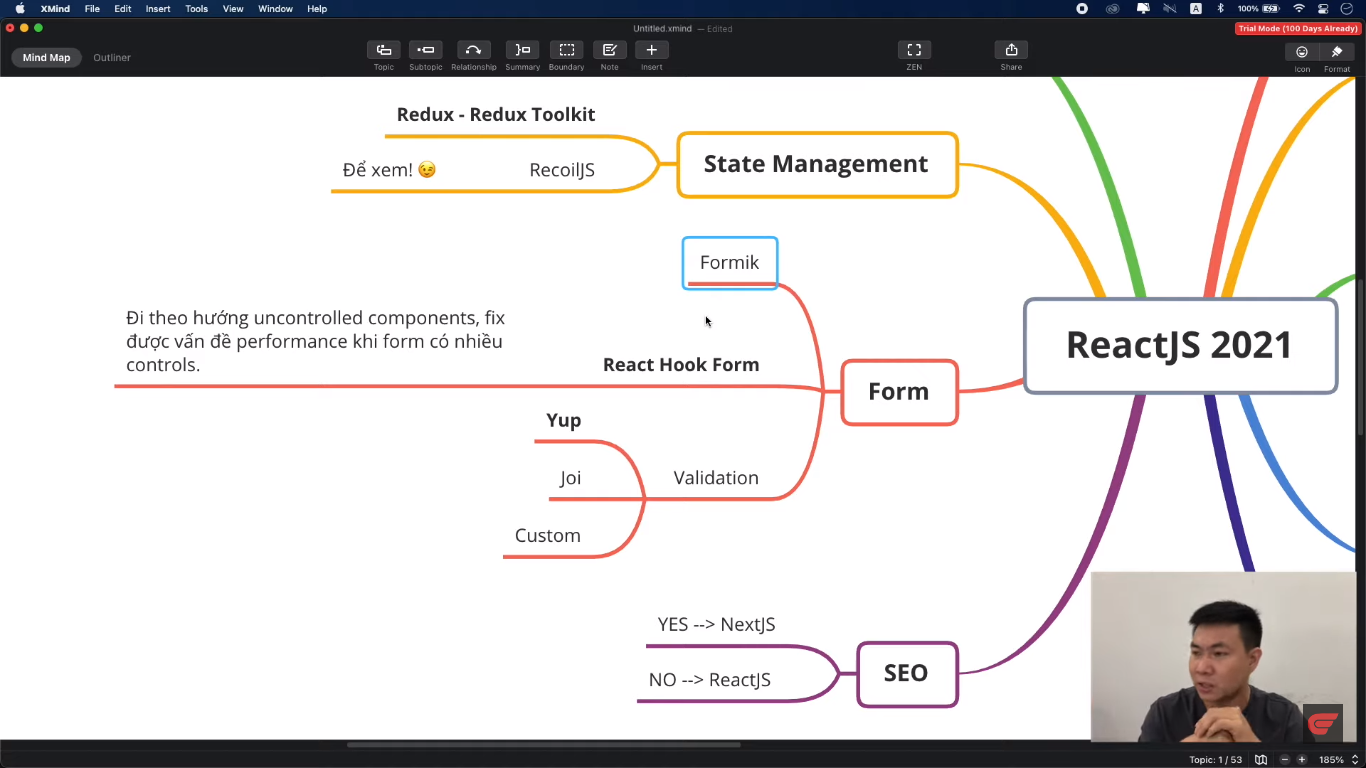 XMind File Edit Insert Tools View Window Help
A 100%
Untitled.xmind — Edited
Trial Mode (100 Days Already)
Mind Map Outliner
Topic Subtopic Relationship Summary Boundary Note Insert ZEN Share Icon Format
Redux - Redux Toolkit
Để xem! 😉 RecoilJS
State Management
Formik
Đi theo hướng uncontrolled components, fix
được vấn đề performance khi form có nhiều
controls.
React Hook Form
Form
ReactJS 2021
Yup
Joi
Validation
Custom
YES --> NextJS
NO --> ReactJS
SEO
Topic: 1 / 53 185%